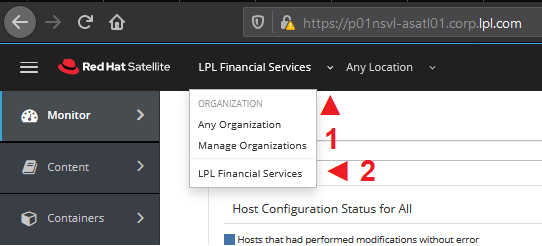 https://p01nsvl-asatl01.corp.lpl.com
Red Hat Satellite
LPL Financial Services
Any Location
ORGANIZATION
Any Organization
Manage Organizations
LPL Financial Services
1
2
Monitor
Content
Containers
Host Configuration Status for All
Hosts that had performed modifications without error